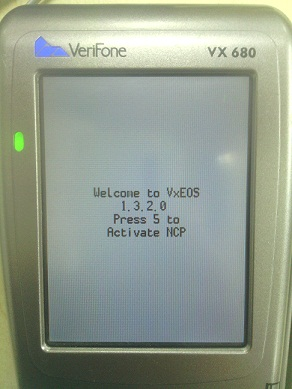 VeriFone
VX 680
Welcome to VxEOS
1.3.2.0
Press 5 to
Activate NCP